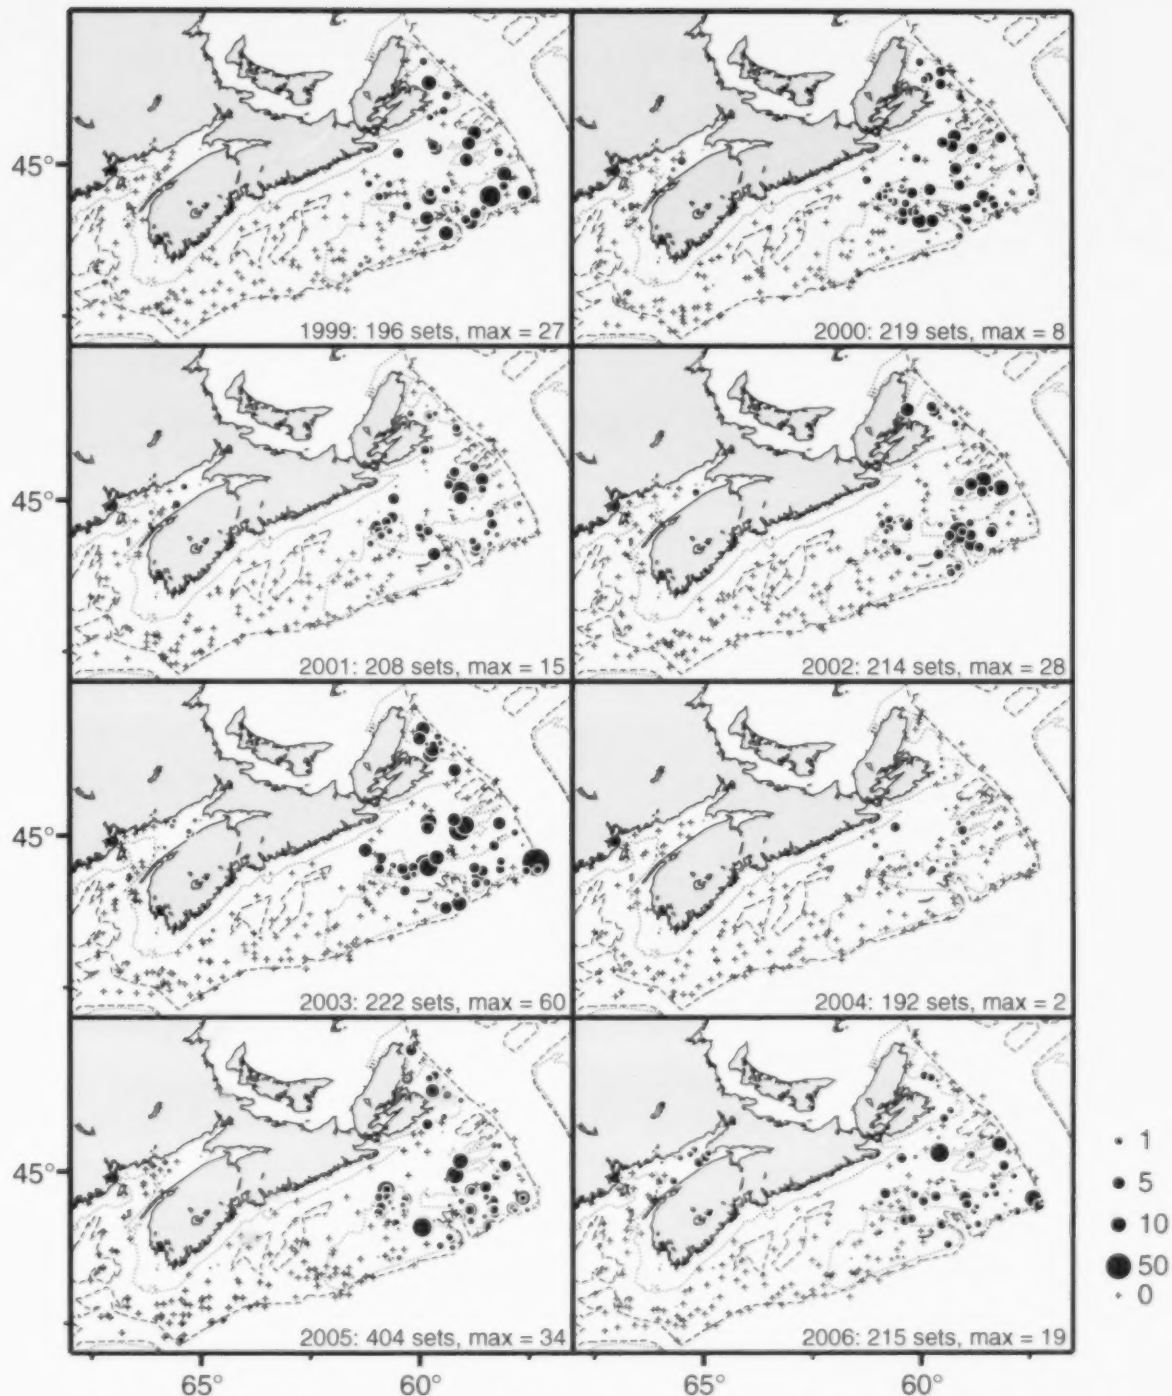 45°
1999: 196 sets, max = 27
2000: 219 sets, max = 8
45°
2001: 208 sets, max = 15
2002: 214 sets, max = 28
45°
2003: 222 sets, max = 60
2004: 192 sets, max = 2
45°
2005: 404 sets, max = 34
2006: 215 sets, max = 19
1
5
10
50
0
65°
60°
65°
60°